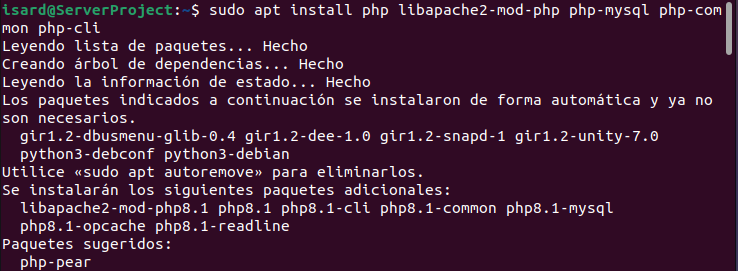 isard@ServerProject:~$ sudo apt install php libapache2-mod-php php-mysql php-com
mon php-cli
Leyendo lista de paquetes... Hecho
Creando árbol de dependencias... Hecho
Leyendo la información de estado... Hecho
Los paquetes indicados a continuación se instalaron de forma automática y ya no
son necesarios.
  gir1.2-dbusmenu-glib-0.4 gir1.2-dee-1.0 gir1.2-snapd-1 gir1.2-unity-7.0
  python3-debconf python3-debian
Utilice «sudo apt autoremove» para eliminarlos.
Se instalarán los siguientes paquetes adicionales:
  libapache2-mod-php8.1 php8.1 php8.1-cli php8.1-common php8.1-mysql
  php8.1-opcache php8.1-readline
Paquetes sugeridos:
  php-pear